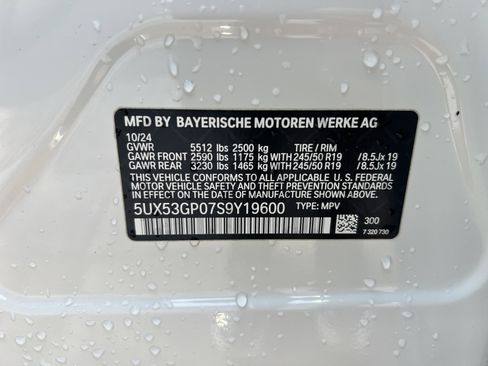 MFD BY BAYERISCHE MOTOREN WERKE AG
10/24
GVWR 5512 lbs 2500 kg TIRE / RIM
GAWR FRONT 2590 lbs 1175 kg WITH 245/50 R19 /8.5Jx 19
GAWR REAR 3230 lbs 1465 kg WITH 245/50 R19 /8.5Jx 19
THIS VEHICLE CONFORMS TO ALL APPLICABLE U. S. FEDERAL
MOTOR VEHICLE SAFETY AND THEFT PREVENTION STANDARDS
IN EFFECT ON THE DATE OF MANUFACTURE SHOWN ABOVE.
5UX53GP07S9Y19600 TYPE: MPV
300
7 320 730